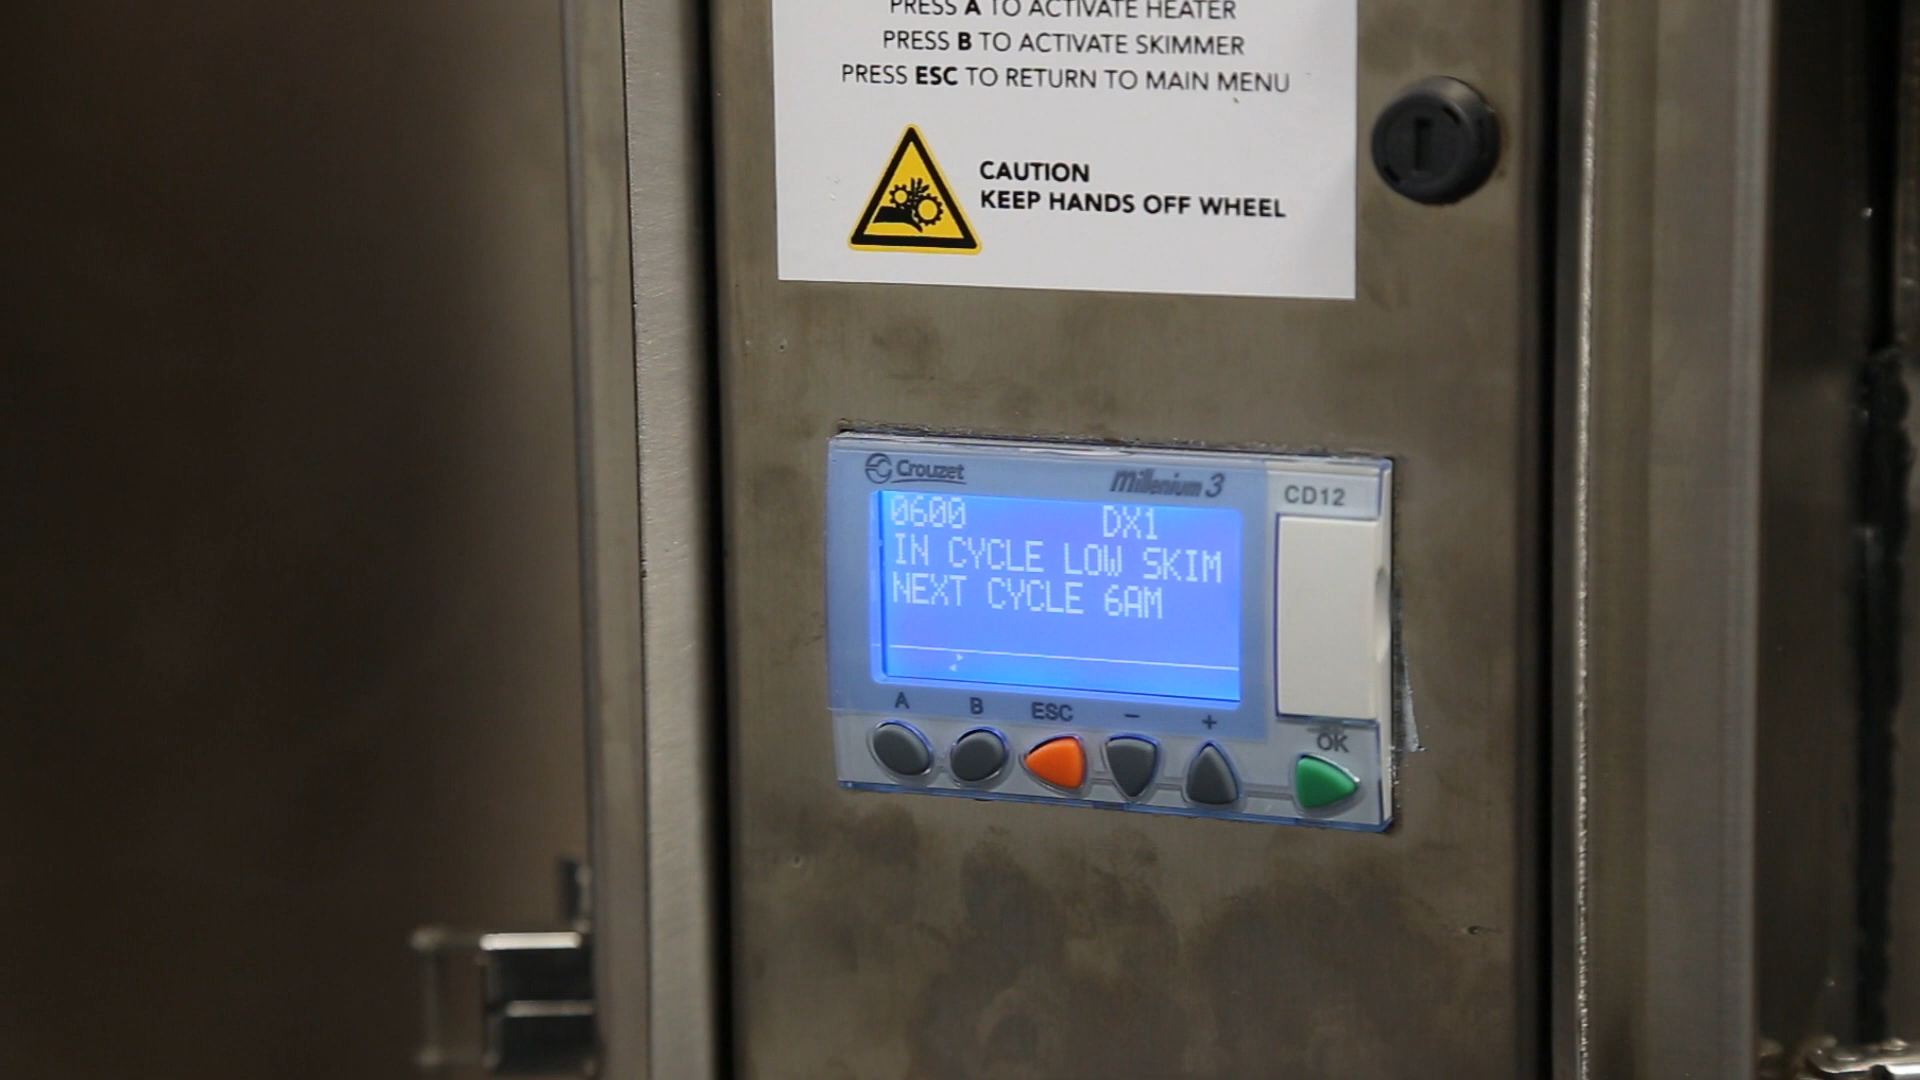 PRESS A TO ACTIVATE HEATER
PRESS B TO ACTIVATE SKIMMER
PRESS ESC TO RETURN TO MAIN MENU
CAUTION
KEEP HANDS OFF WHEEL
Crouzet millenium 3 CD12
0600 DX1
IN CYCLE LOW SKIM
NEXT CYCLE 6AM
A B ESC − + OK